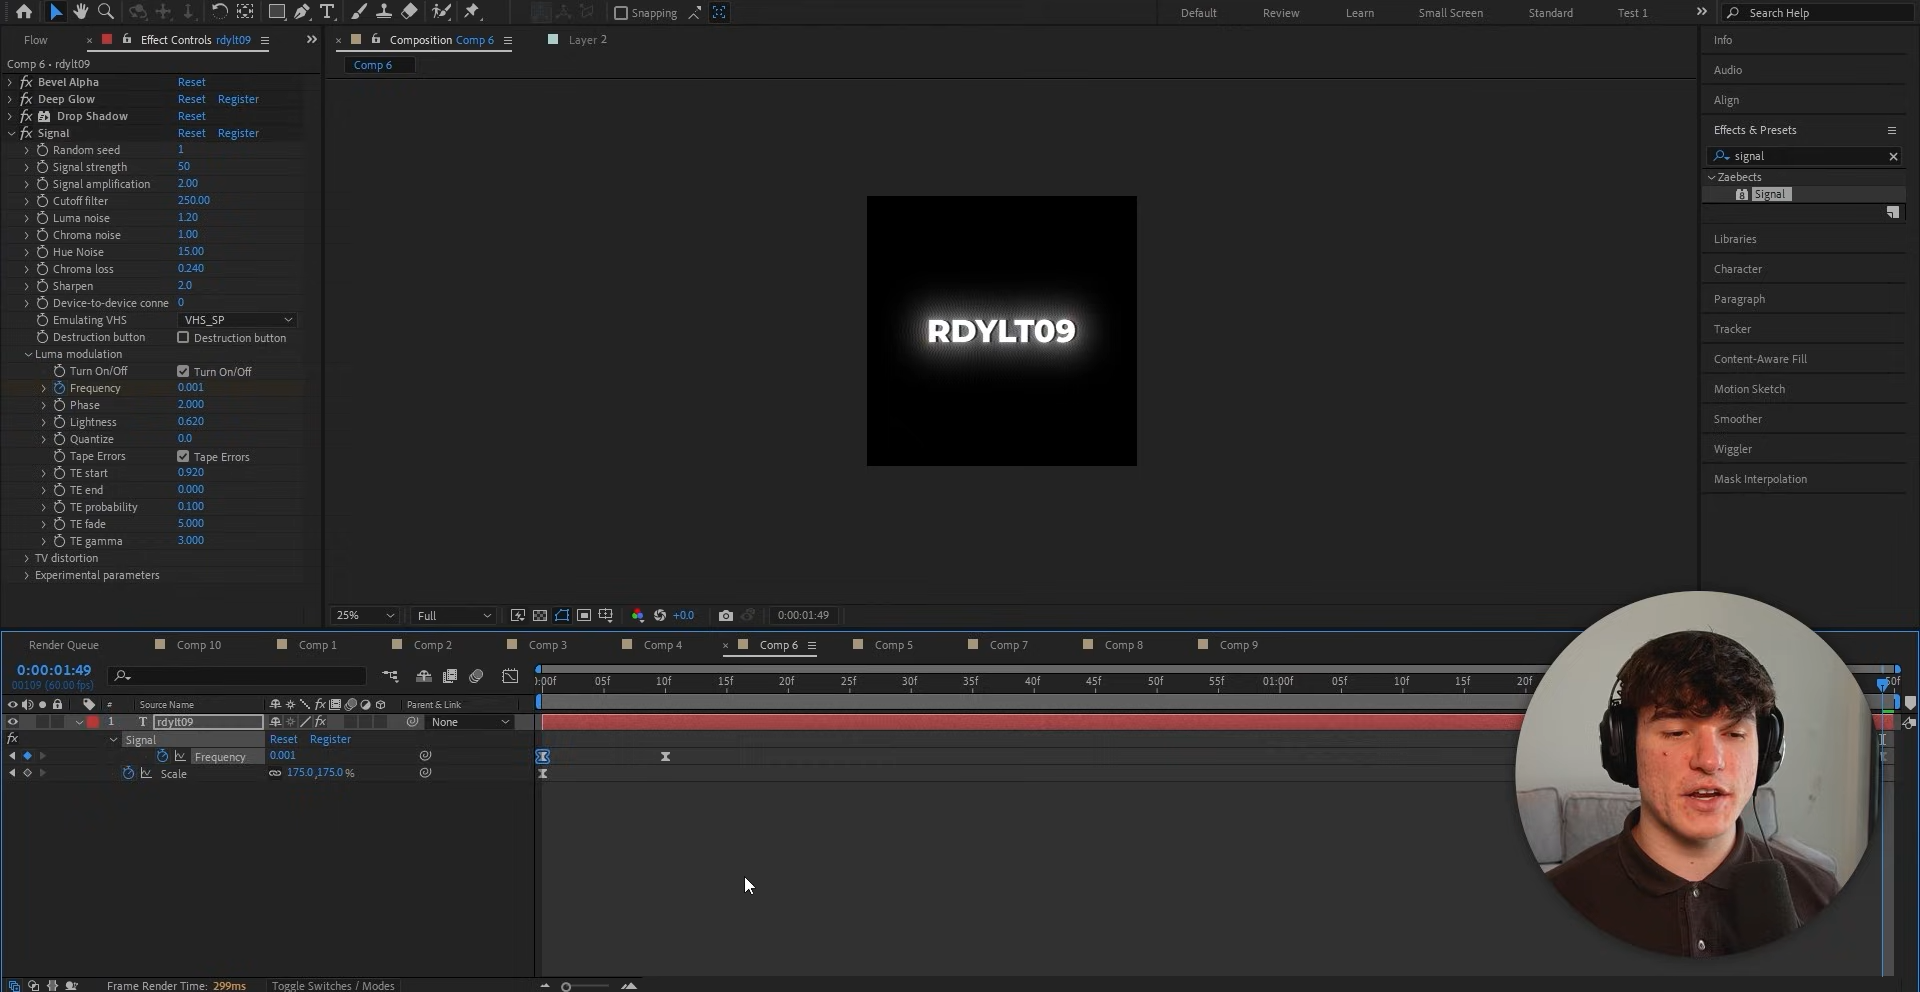 Snapping
Default
Review
Learn
Small Screen
Standard
Test 1
Search Help
Flow
Effect Controls rdylt09
Composition Comp 6
Layer 2
Comp 6 • rdylt09
Comp 6
Bevel Alpha Reset
Deep Glow Reset Register
Drop Shadow Reset
Signal Reset Register
Random seed 1
Signal strength 50
Signal amplification 2.00
Cutoff filter 250.00
Luma noise 1.20
Chroma noise 1.00
Hue Noise 15.00
Chroma loss 0.240
Sharpen 2.0
Device-to-device conne 0
Emulating VHS VHS_SP
Destruction button Destruction button
Luma modulation
Turn On/Off Turn On/Off
Frequency 0.001
Phase 2.000
Lightness 0.620
Quantize 0.0
Tape Errors Tape Errors
TE start 0.920
TE end 0.000
TE probability 0.100
TE fade 5.000
TE gamma 3.000
TV distortion
Experimental parameters
RDYLT09
Info
Audio
Align
Effects & Presets
signal
Zaebects
Signal
Libraries
Character
Paragraph
Tracker
Content-Aware Fill
Motion Sketch
Smoother
Wiggler
Mask Interpolation
25% Full +0.0 0:00:01:49
Render Queue Comp 10 Comp 1 Comp 2 Comp 3 Comp 4 Comp 6 Comp 5 Comp 7 Comp 8 Comp 9
0:00:01:49
00109 (60.00 fps)
):00f 05f 10f 15f 20f 25f 30f 35f 40f 45f 50f 55f 01:00f 05f 10f 15f 20f 50f
# Source Name fx Parent & Link
1 T rdylt09 fx None
fx Signal Reset Register
Frequency 0.001
Scale 175.0,175.0 %
Frame Render Time: 299ms Toggle Switches / Modes